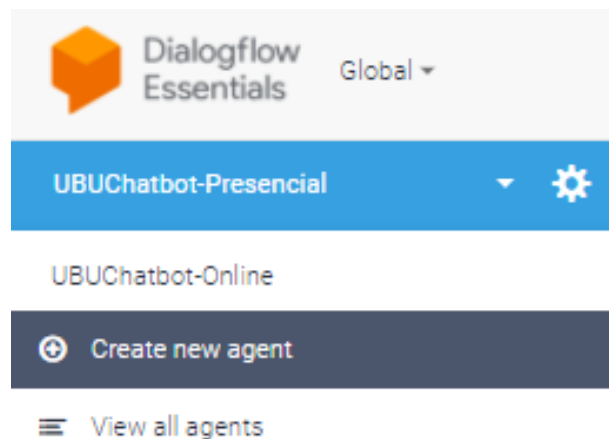 Dialogflow
Essentials
Global
UBUChatbot-Presencial
UBUChatbot-Online
Create new agent
View all agents